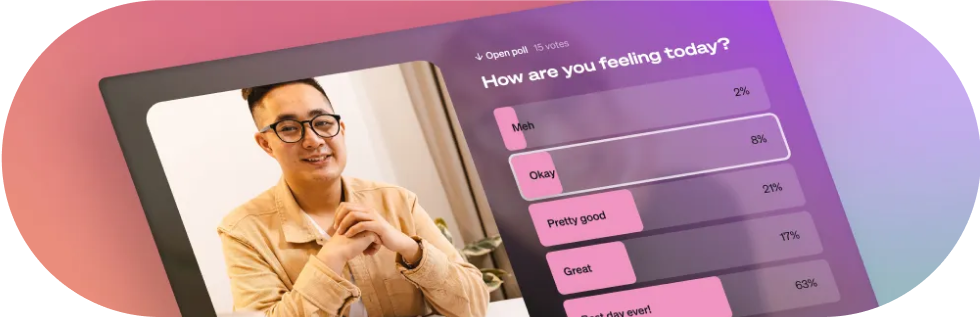 ↓ Open poll 15 votes
How are you feeling today?
Meh 2%
Okay 8%
Pretty good 21%
Great 17%
day ever! 63%